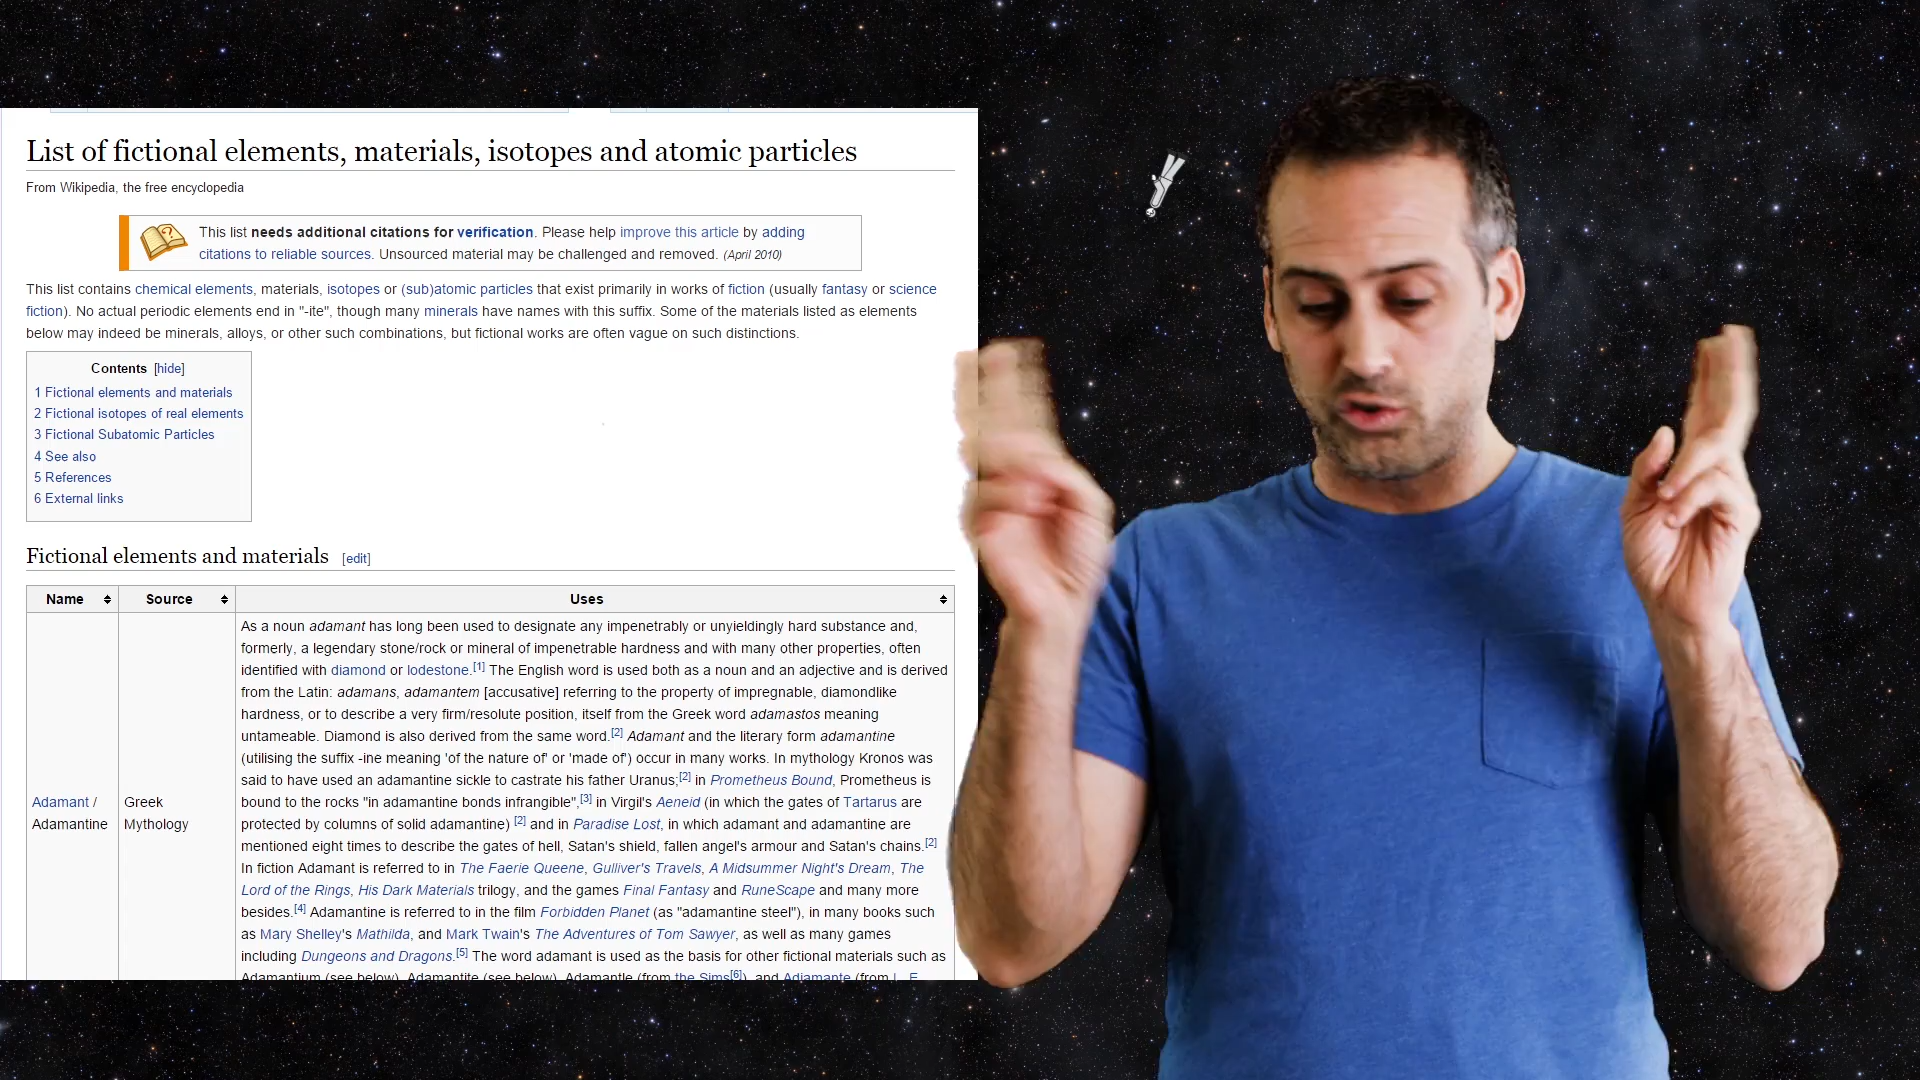 List of fictional elements, materials, isotopes and atomic particles
From Wikipedia, the free encyclopedia
This list needs additional citations for verification. Please help improve this article by adding
citations to reliable sources. Unsourced material may be challenged and removed. (April 2010)
This list contains chemical elements, materials, isotopes or (sub)atomic particles that exist primarily in works of fiction (usually fantasy or science
fiction). No actual periodic elements end in "-ite", though many minerals have names with this suffix. Some of the materials listed as elements
below may indeed be minerals, alloys, or other such combinations, but fictional works are often vague on such distinctions.
Contents [hide]
1 Fictional elements and materials
2 Fictional isotopes of real elements
3 Fictional Subatomic Particles
4 See also
5 References
6 External links
Fictional elements and materials [edit]
Name Source Uses
Adamant /
Adamantine
Greek
Mythology
As a noun adamant has long been used to designate any impenetrably or unyieldingly hard substance and,
formerly, a legendary stone/rock or mineral of impenetrable hardness and with many other properties, often
identified with diamond or lodestone.[1] The English word is used both as a noun and an adjective and is derived
from the Latin: adamans, adamantem [accusative] referring to the property of impregnable, diamondlike
hardness, or to describe a very firm/resolute position, itself from the Greek word adamastos meaning
untameable. Diamond is also derived from the same word.[2] Adamant and the literary form adamantine
(utilising the suffix -ine meaning 'of the nature of' or 'made of') occur in many works. In mythology Kronos was
said to have used an adamantine sickle to castrate his father Uranus;[2] in Prometheus Bound, Prometheus is
bound to the rocks "in adamantine bonds infrangible",[3] in Virgil's Aeneid (in which the gates of Tartarus are
protected by columns of solid adamantine) [2] and in Paradise Lost, in which adamant and adamantine are
mentioned eight times to describe the gates of hell, Satan's shield, fallen angel's armour and Satan's chains.[2]
In fiction Adamant is referred to in The Faerie Queene, Gulliver's Travels, A Midsummer Night's Dream, The
Lord of the Rings, His Dark Materials trilogy, and the games Final Fantasy and RuneScape and many more
besides.[4] Adamantine is referred to in the film Forbidden Planet (as "adamantine steel"), in many books such
as Mary Shelley's Mathilda, and Mark Twain's The Adventures of Tom Sawyer, as well as many games
including Dungeons and Dragons.[5] The word adamant is used as the basis for other fictional materials such as
Adamantium (see below), Adamantite (see below), Adamantle (from the Sims[6]), and Adiamante (from L. E.